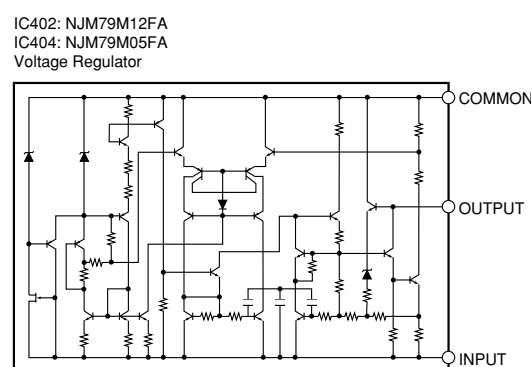 IC402: NJM79M12FA
IC404: NJM79M05FA
Voltage Regulator
COMMON
OUTPUT
INPUT